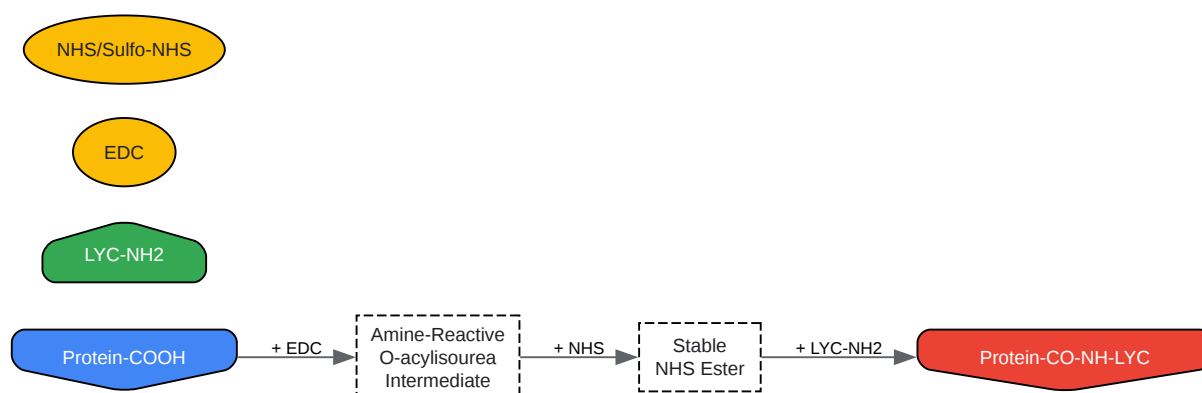 NHS/Sulfo-NHS
EDC
LYC-NH2
Protein-COOH
+ EDC
Amine-Reactive
O-acylisourea
Intermediate
+ NHS
Stable
NHS Ester
+ LYC-NH2
Protein-CO-NH-LYC